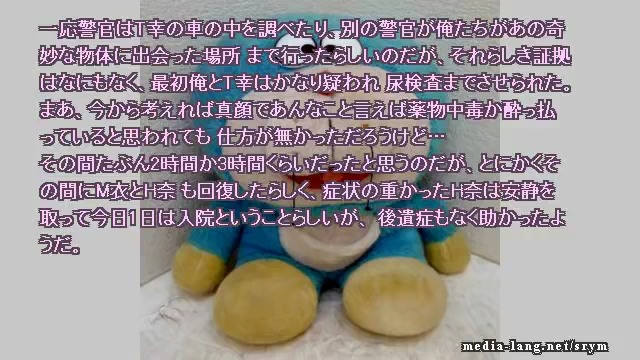 一応警官はT幸の車の中を調べたり、別の警官が俺たちがあの奇
妙な物体に出会った場所 まで行ったらしいのだが、それらしき証拠
はなにもなく、最初俺とT幸はかなり疑われ 尿検査までさせられた。
まあ、今から考えれば真顔であんなこと言えば薬物中毒か酔っ払
っていると思われても 仕方が無かっただろうけど…
その間たぶん2時間か3時間くらいだったと思うのだが、とにかくそ
の間にM衣とH奈 も回復したらしく、症状の重かったH奈は安静を
取って今日1日は入院ということらしいが、 後遺症もなく助かったよ
うだ。
media-lang.net/srym